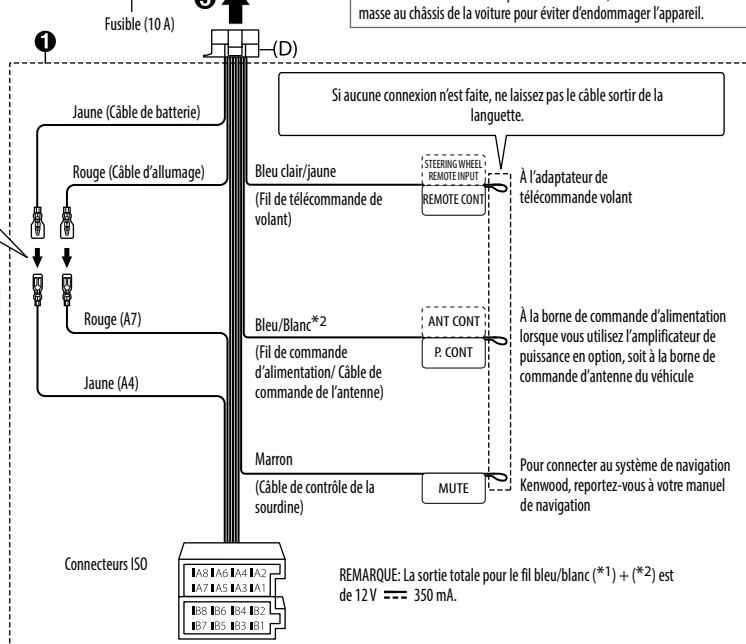 masse au châssis de la voiture pour éviter d'endommager l'appareil.
Fusible (10 A)
(D)
Si aucune connexion n'est faite, ne laissez pas le câble sortir de la
languette.
Jaune (Câble de batterie)
Rouge (Câble d'allumage)
Bleu clair/jaune
(Fil de télécommande de
volant)
STEERING WHEEL
REMOTE INPUT
REMOTE CONT
À l'adaptateur de
télécommande volant
Rouge (A7)
Jaune (A4)
Bleu/Blanc*2
(Fil de commande
d'alimentation/ Câble de
commande de l'antenne)
ANT CONT
P. CONT
À la borne de commande d'alimentation
lorsque vous utilisez l'amplificateur de
puissance en option, soit à la borne de
commande d'antenne du véhicule
Marron
(Câble de contrôle de la
sourdine)
MUTE
Pour connecter au système de navigation
Kenwood, reportez-vous à votre manuel
de navigation
Connecteurs ISO
A8 A6 A4 A2
A7 A5 A3 A1
B8 B6 B4 B2
B7 B5 B3 B1
REMARQUE: La sortie totale pour le fil bleu/blanc (*1) + (*2) est
de 12 V ⎓ 350 mA.
1